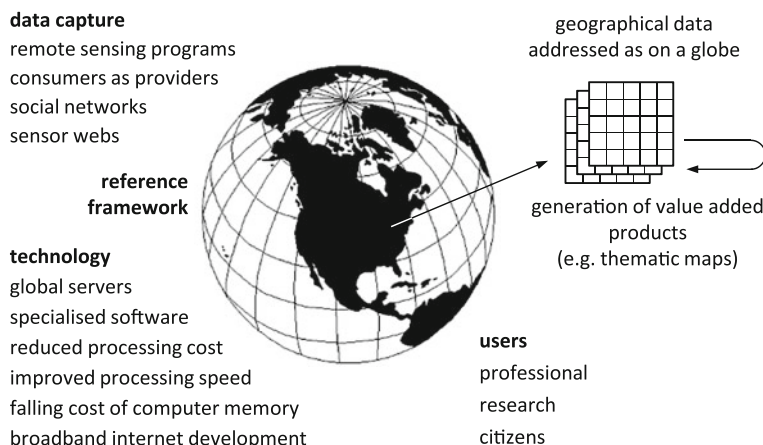 data capture
remote sensing programs
consumers as providers
social networks
sensor webs
reference
framework
technology
global servers
specialised software
reduced processing cost
improved processing speed
falling cost of computer memory
broadband internet development
geographical data
addressed as on a globe
generation of value added
products
(e.g. thematic maps)
users
professional
research
citizens